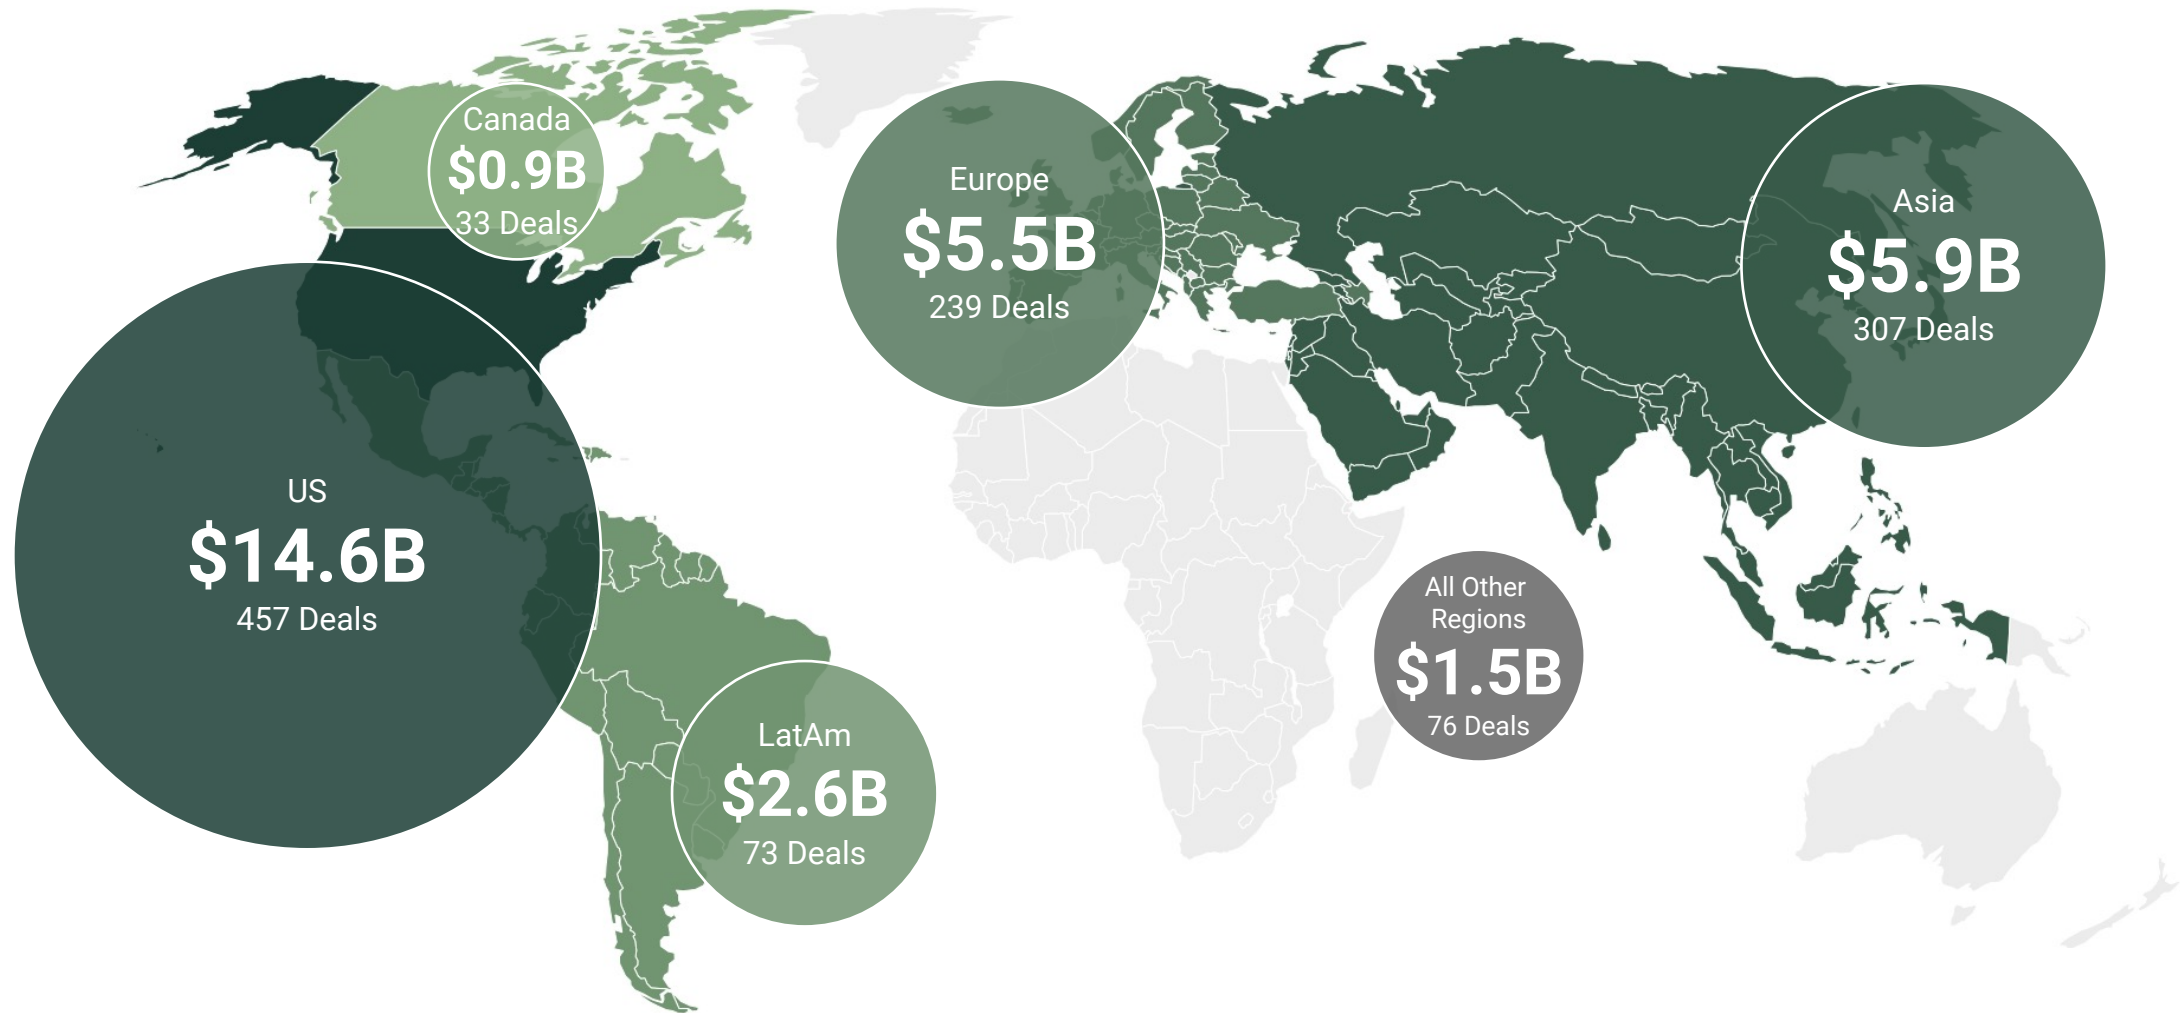 Canada
$0.9B
33 Deals
Europe
$5.5B
239 Deals
Asia
$5.9B
307 Deals
US
$14.6B
457 Deals
All Other
Regions
$1.5B
76 Deals
LatAm
$2.6B
73 Deals